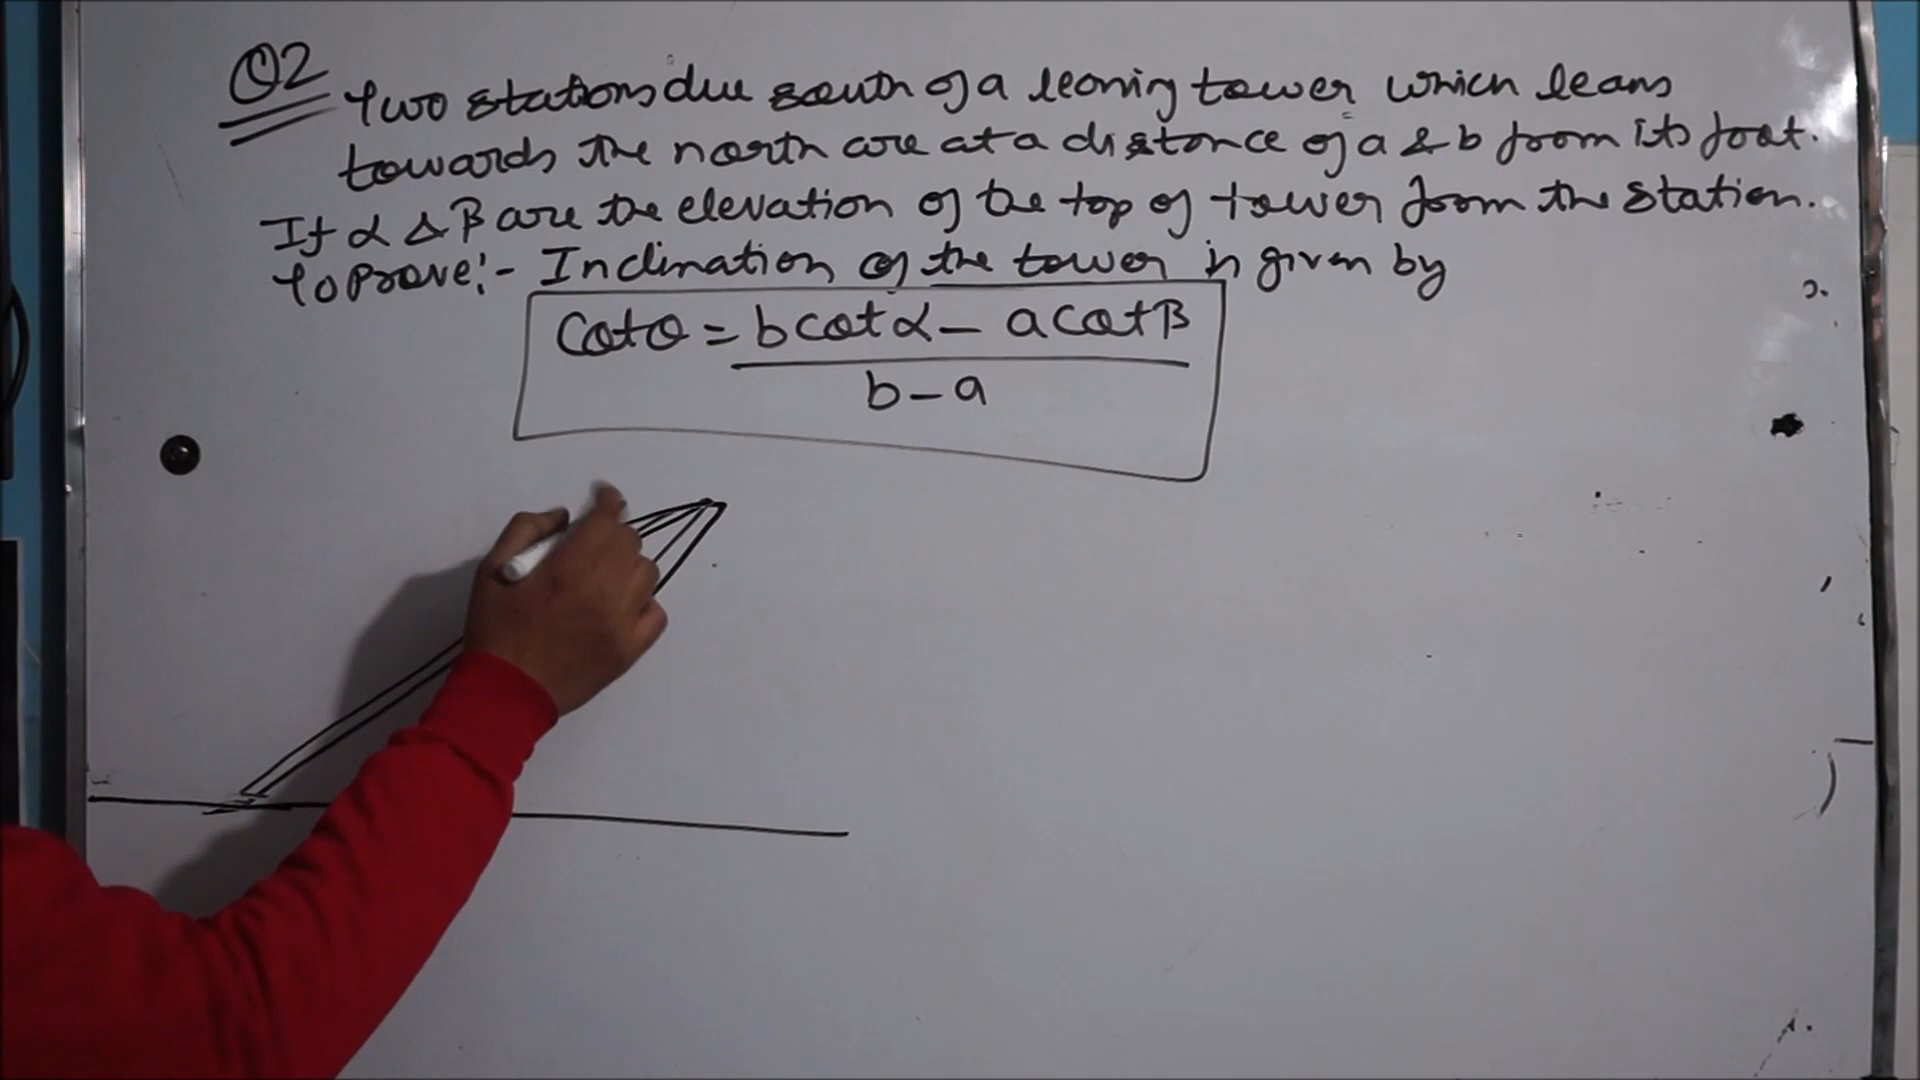 Q2 Two stations due south of a leaning tower which leans
towards the north are at a distance of a & b from its foot.
If α & β are the elevation of the top of tower from the station.
To prove:- Inclination of the tower is given by
Cotθ = bcotα - acotβ
b-a